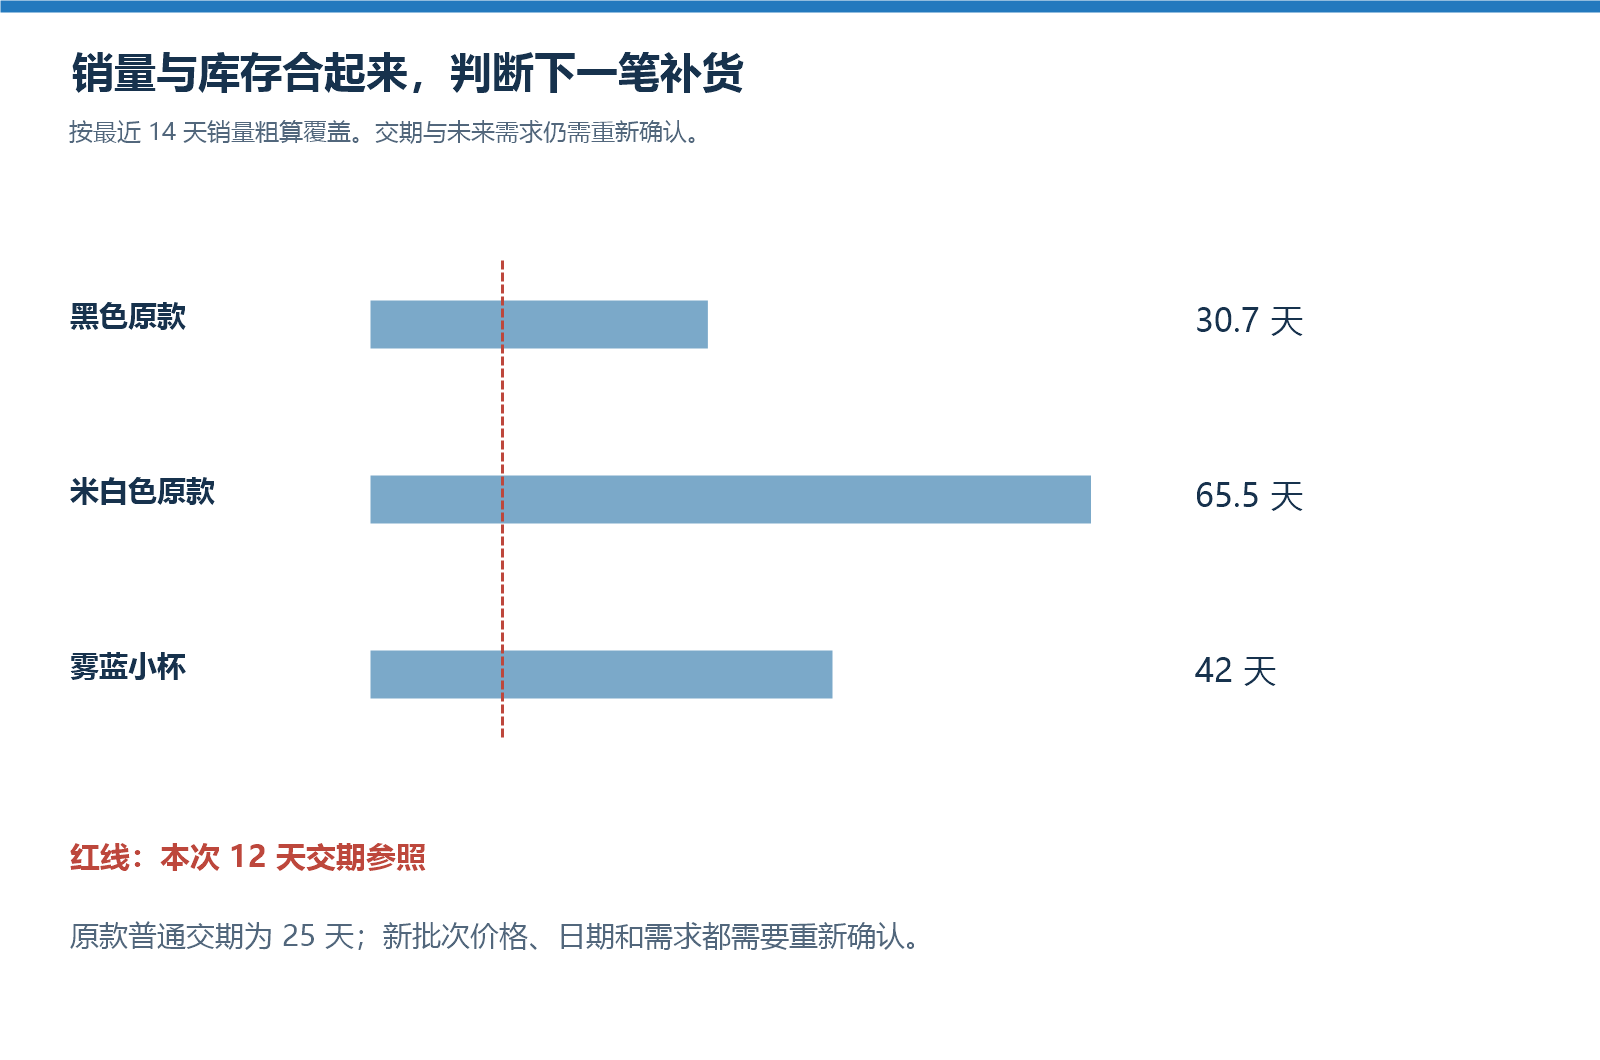 销量与库存合起来，判断下一笔补货
按最近 14 天销量粗算覆盖。交期与未来需求仍需重新确认。
黑色原款
30.7 天
米白色原款
65.5 天
雾蓝小杯
42 天
红线：本次 12 天交期参照
原款普通交期为 25 天；新批次价格、日期和需求都需要重新确认。